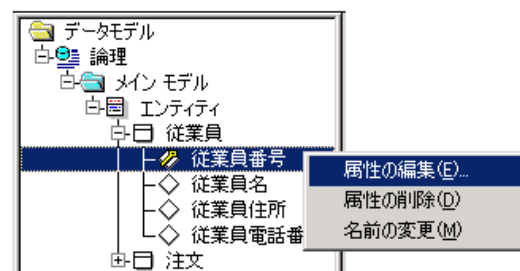 データモデル
論理
メイン モデル
エンティティ
従業員
従業員番号
従業員名
従業員住所
従業員電話番
注文
属性の編集(E)...
属性の削除(D)
名前の変更(M)